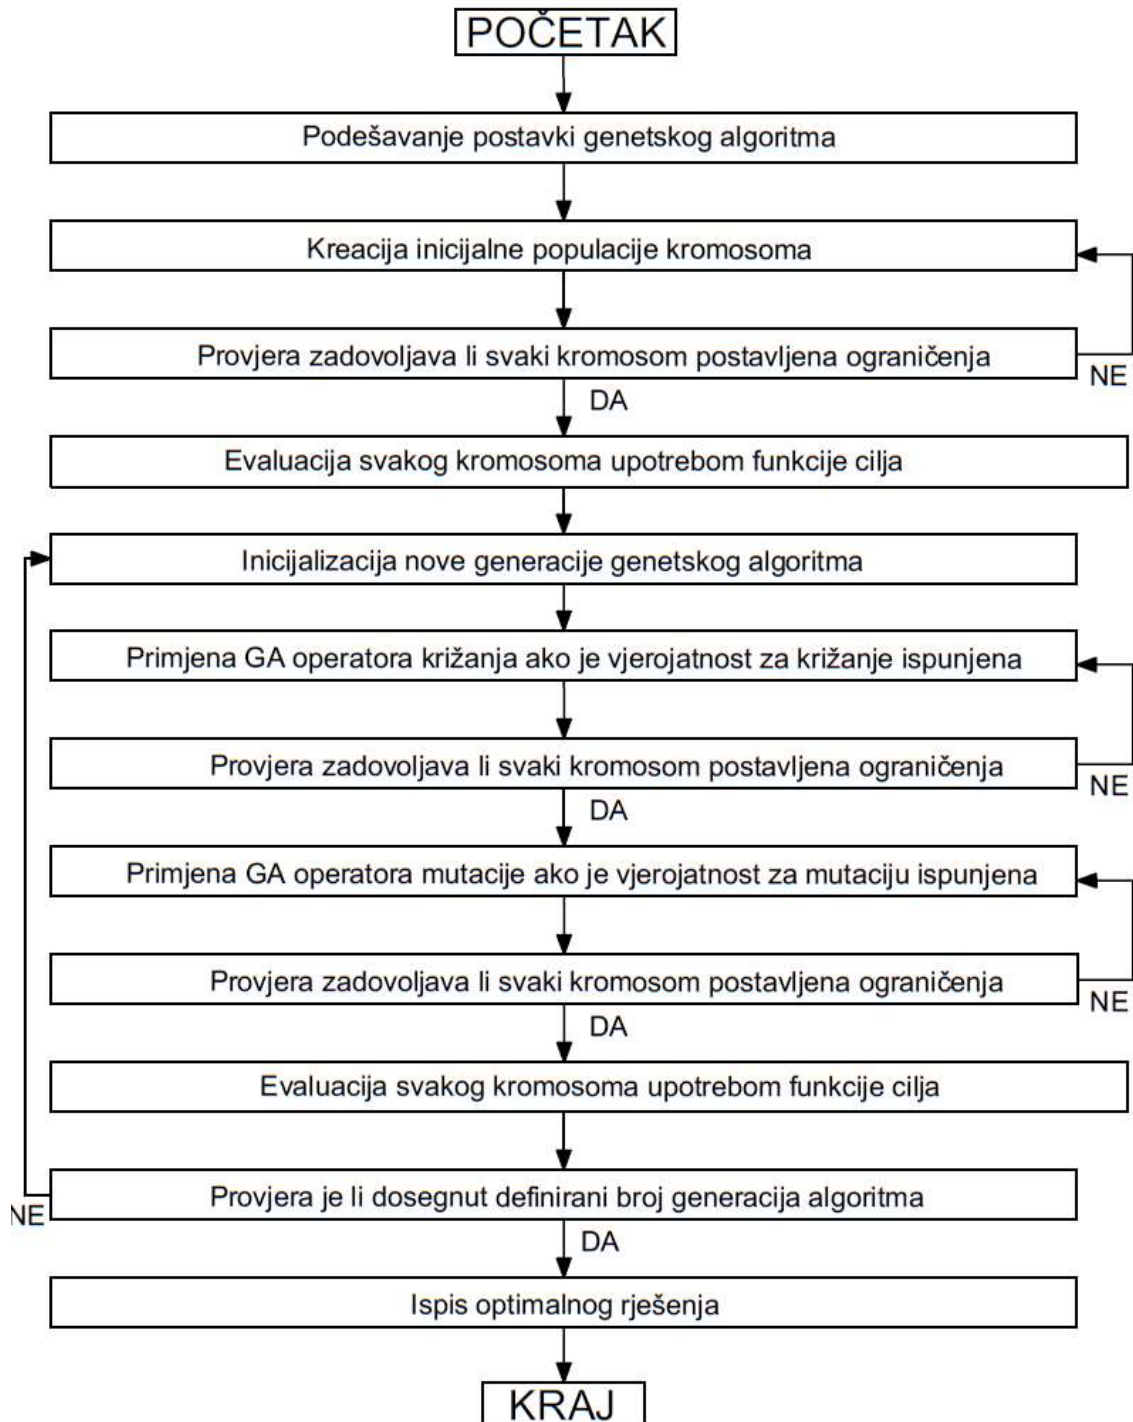 POČETAK
Podešavanje postavki genetskog algoritma
Kreacija inicijalne populacije kromosoma
Provjera zadovoljava li svaki kromosom postavljena ograničenja
NE
DA
Evaluacija svakog kromosoma upotrebom funkcije cilja
Inicijalizacija nove generacije genetskog algoritma
Primjena GA operatora križanja ako je vjerojatnost za križanje ispunjena
Provjera zadovoljava li svaki kromosom postavljena ograničenja
NE
DA
Primjena GA operatora mutacije ako je vjerojatnost za mutaciju ispunjena
Provjera zadovoljava li svaki kromosom postavljena ograničenja
NE
DA
Evaluacija svakog kromosoma upotrebom funkcije cilja
Provjera je li dosegnut definirani broj generacija algoritma
NE
DA
Ispis optimalnog rješenja
KRAJ